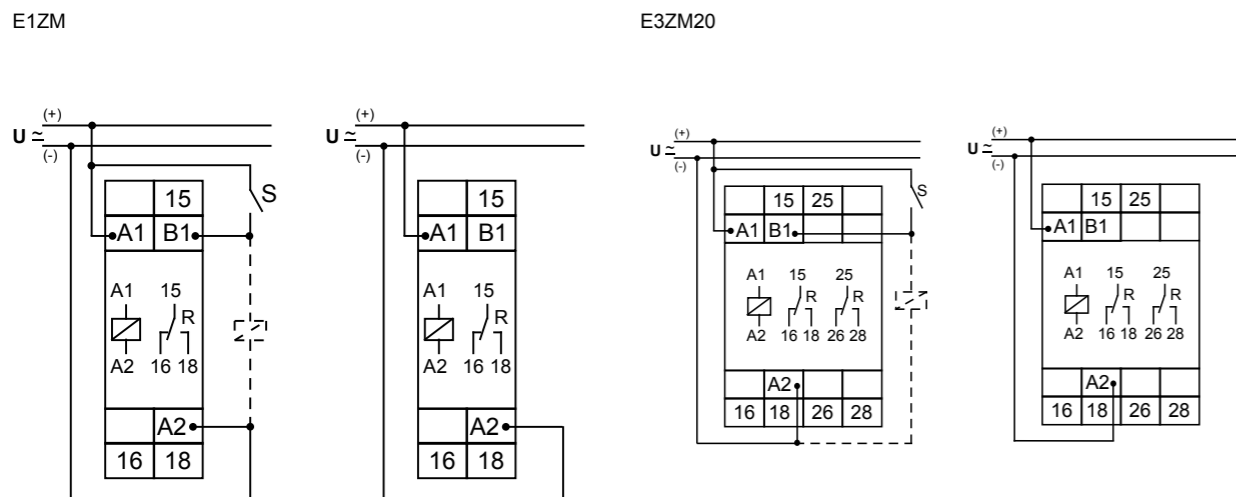 E1ZM
E3ZM20
(+)
U ≂
(-)
S
15
A1 B1
A1 15
R
A2 16 18
A2
16 18
(+)
U ≂
(-)
15
A1 B1
A1 15
R
A2 16 18
A2
16 18
(+)
U ≂
(-)
S
15 25
A1 B1
A1 15 25
R R
A2 16 18 26 28
A2
16 18 26 28
(+)
U ≂
(-)
15 25
A1 B1
A1 15 25
R R
A2 16 18 26 28
A2
16 18 26 28